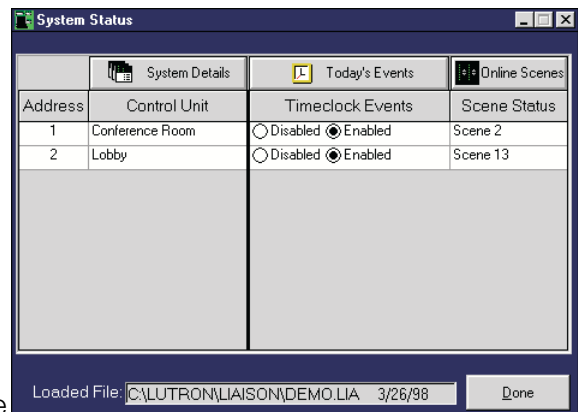 System Status
System Details Today's Events Online Scenes
Address Control Unit Timeclock Events Scene Status
1 Conference Room Disabled Enabled Scene 2
2 Lobby Disabled Enabled Scene 13
e Loaded File: C:\LUTRON\LIAISON\DEMO.LIA 3/26/98 Done